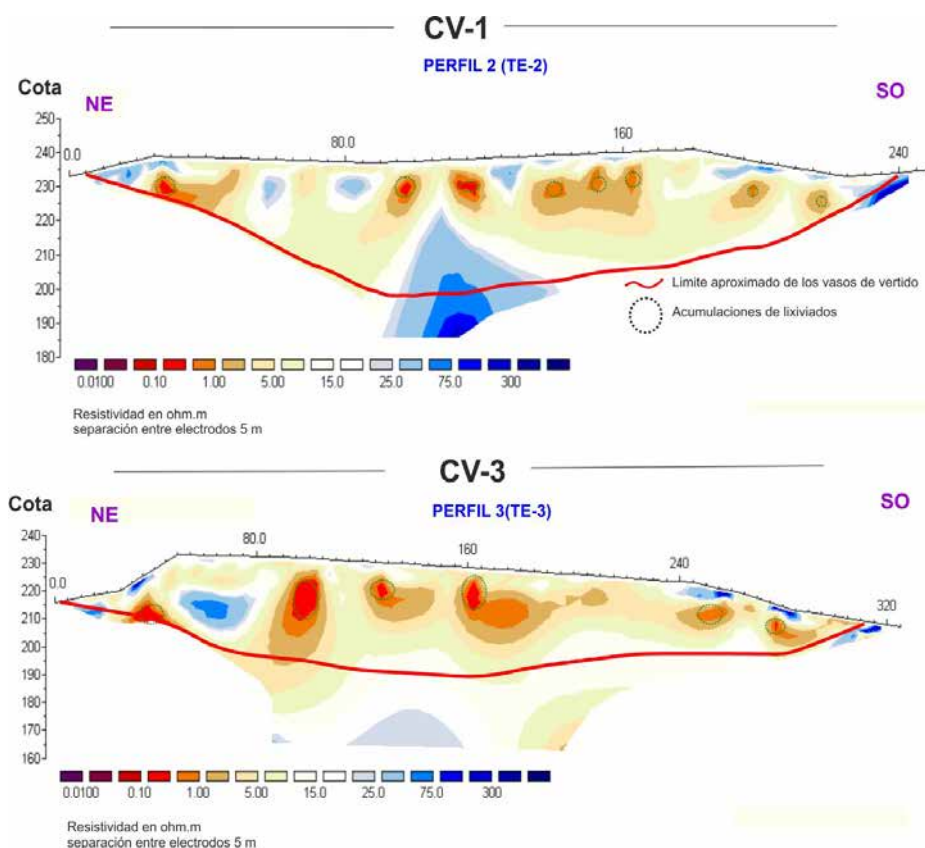 CV-1
PERFIL 2 (TE-2)
Cota
NE
SO
250
240
230
220
210
200
190
180
0.0
80.0
160
240
Limite aproximado de los vasos de vertido
Acumulaciones de lixiviados
0.0100 0.10 1.00 5.00 15.0 25.0 75.0 300
Resistividad en ohm.m
separación entre electrodos 5 m
CV-3
PERFIL 3(TE-3)
Cota
NE
SO
240
230
220
210
200
190
180
170
160
0.0
80.0
160
240
320
0.0100 0.10 1.00 5.00 15.0 25.0 75.0 300
Resistividad en ohm.m
separación entre electrodos 5 m